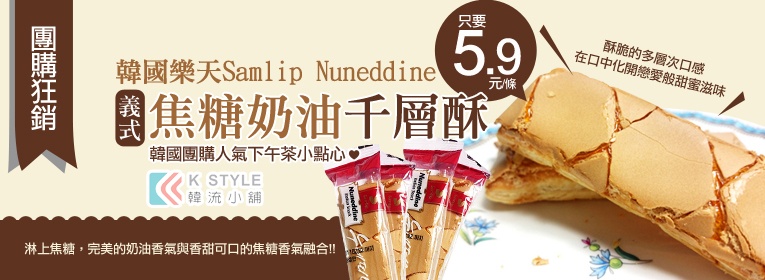 團購狂銷
只要
5.9
元/條
酥脆的多層次口感
在口中化開戀愛般甜蜜滋味
韓國樂天Samlip Nuneddine
義式
焦糖奶油千層酥
韓國團購人氣下午茶小點心
K STYLE
韓流小舖
Nuneddine
Nuneddine
淋上焦糖，完美的奶油香氣與香甜可口的焦糖香氣融合!!